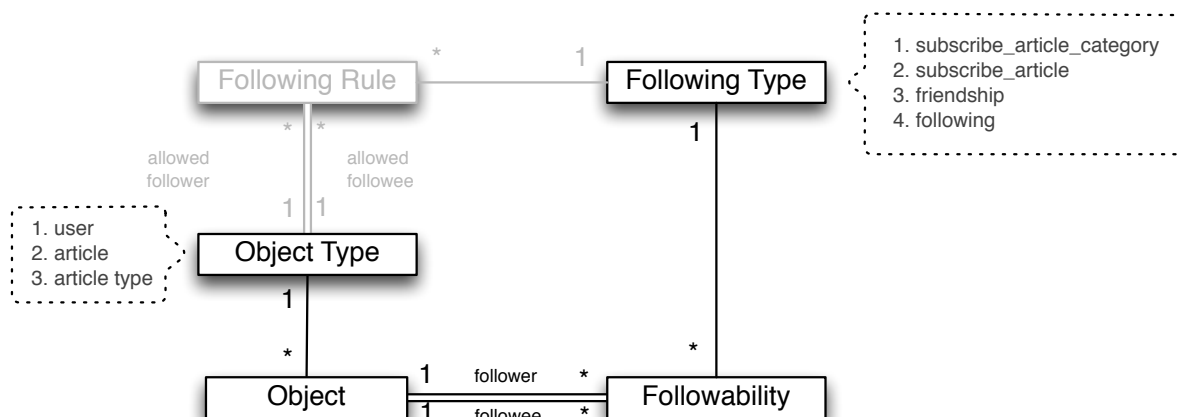 * 1
Following Rule
Following Type
1. subscribe_article_category
2. subscribe_article
3. friendship
4. following
* *
1
allowed
follower
allowed
followee
1 1
1. user
2. article
3. article type
Object Type
1
*
*
Object
1 follower *
Followability
1 followee *